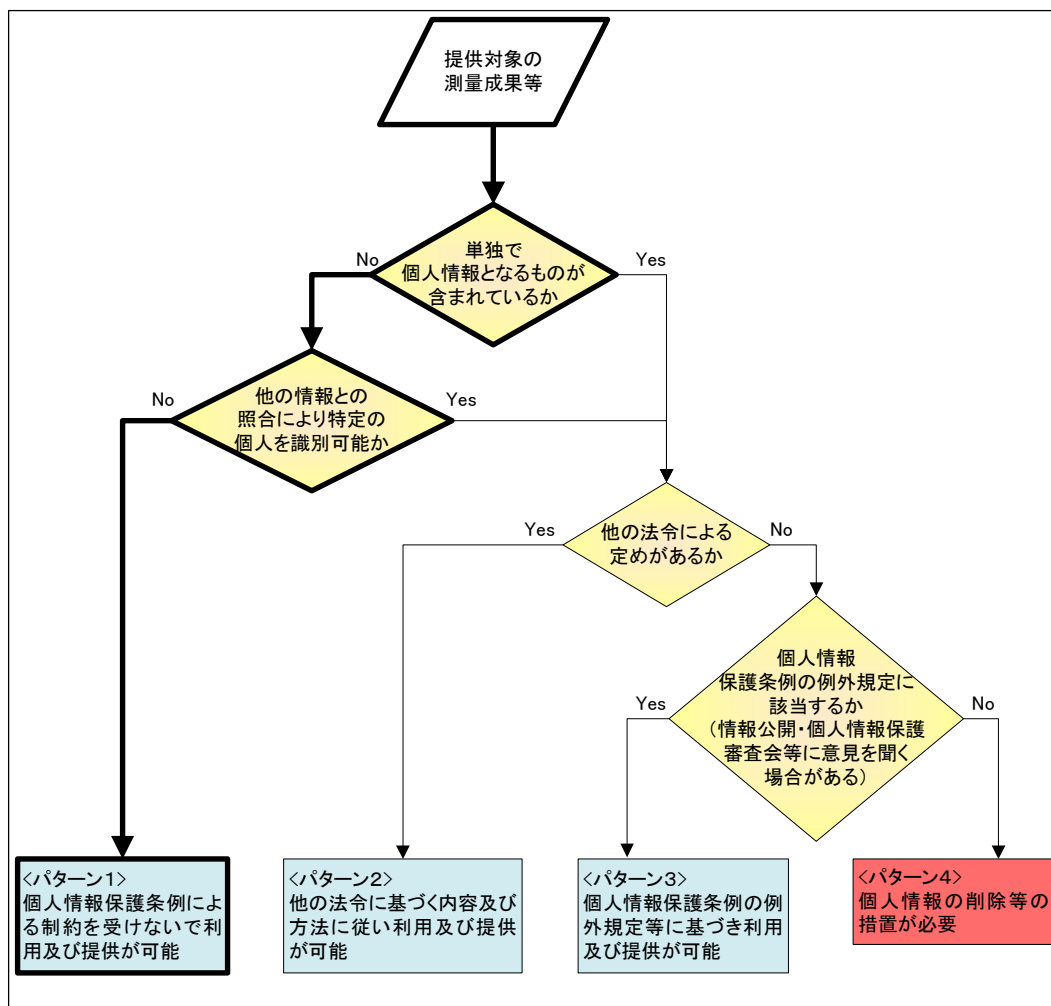 提供対象の
測量成果等
単独で
個人情報となるものが
含まれているか
No
Yes
他の情報との
照合により特定の
個人を識別可能か
No
Yes
他の法令による
定めがあるか
Yes
No
個人情報
保護条例の例外規定に
該当するか
（情報公開・個人情報保護
審査会等に意見を聞く
場合がある）
Yes
No
＜パターン１＞
個人情報保護条例によ
る制約を受けないで利
用及び提供が可能
＜パターン２＞
他の法令に基づく内容及び
方法に従い利用及び提供
が可能
＜パターン３＞
個人情報保護条例の例
外規定等に基づき利用
及び提供が可能
＜パターン４＞
個人情報の削除等の
措置が必要